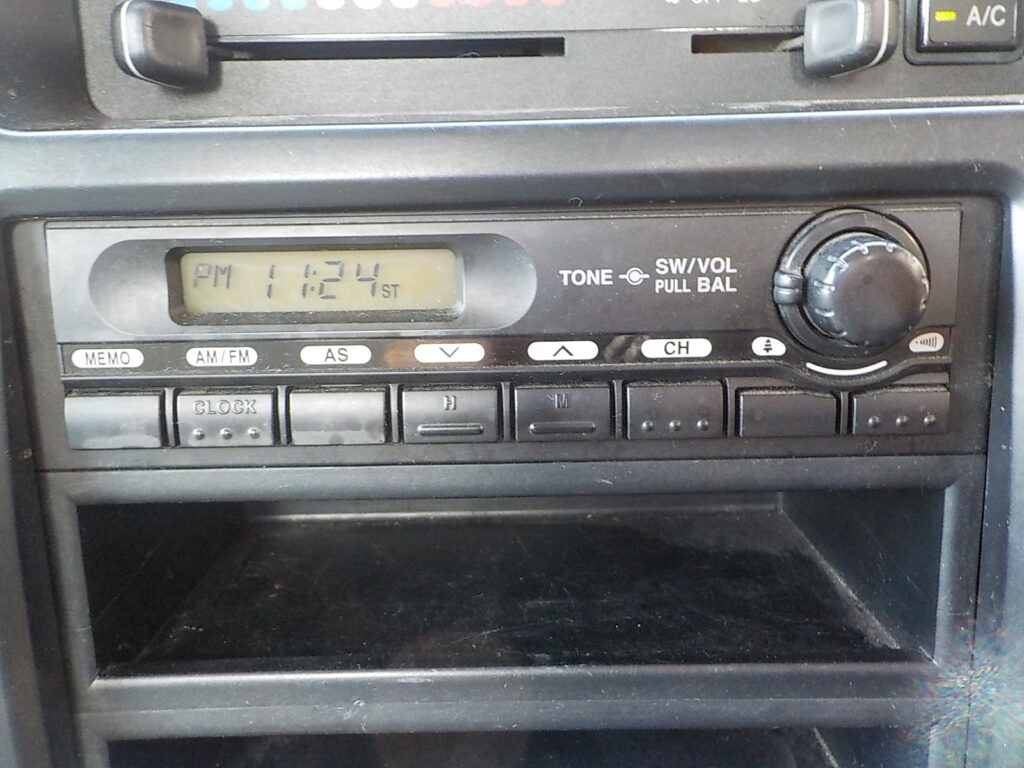 A/C
PM 11:24 ST
TONE SW/VOL
PULL BAL
MEMO AM/FM AS CH
CLOCK H M